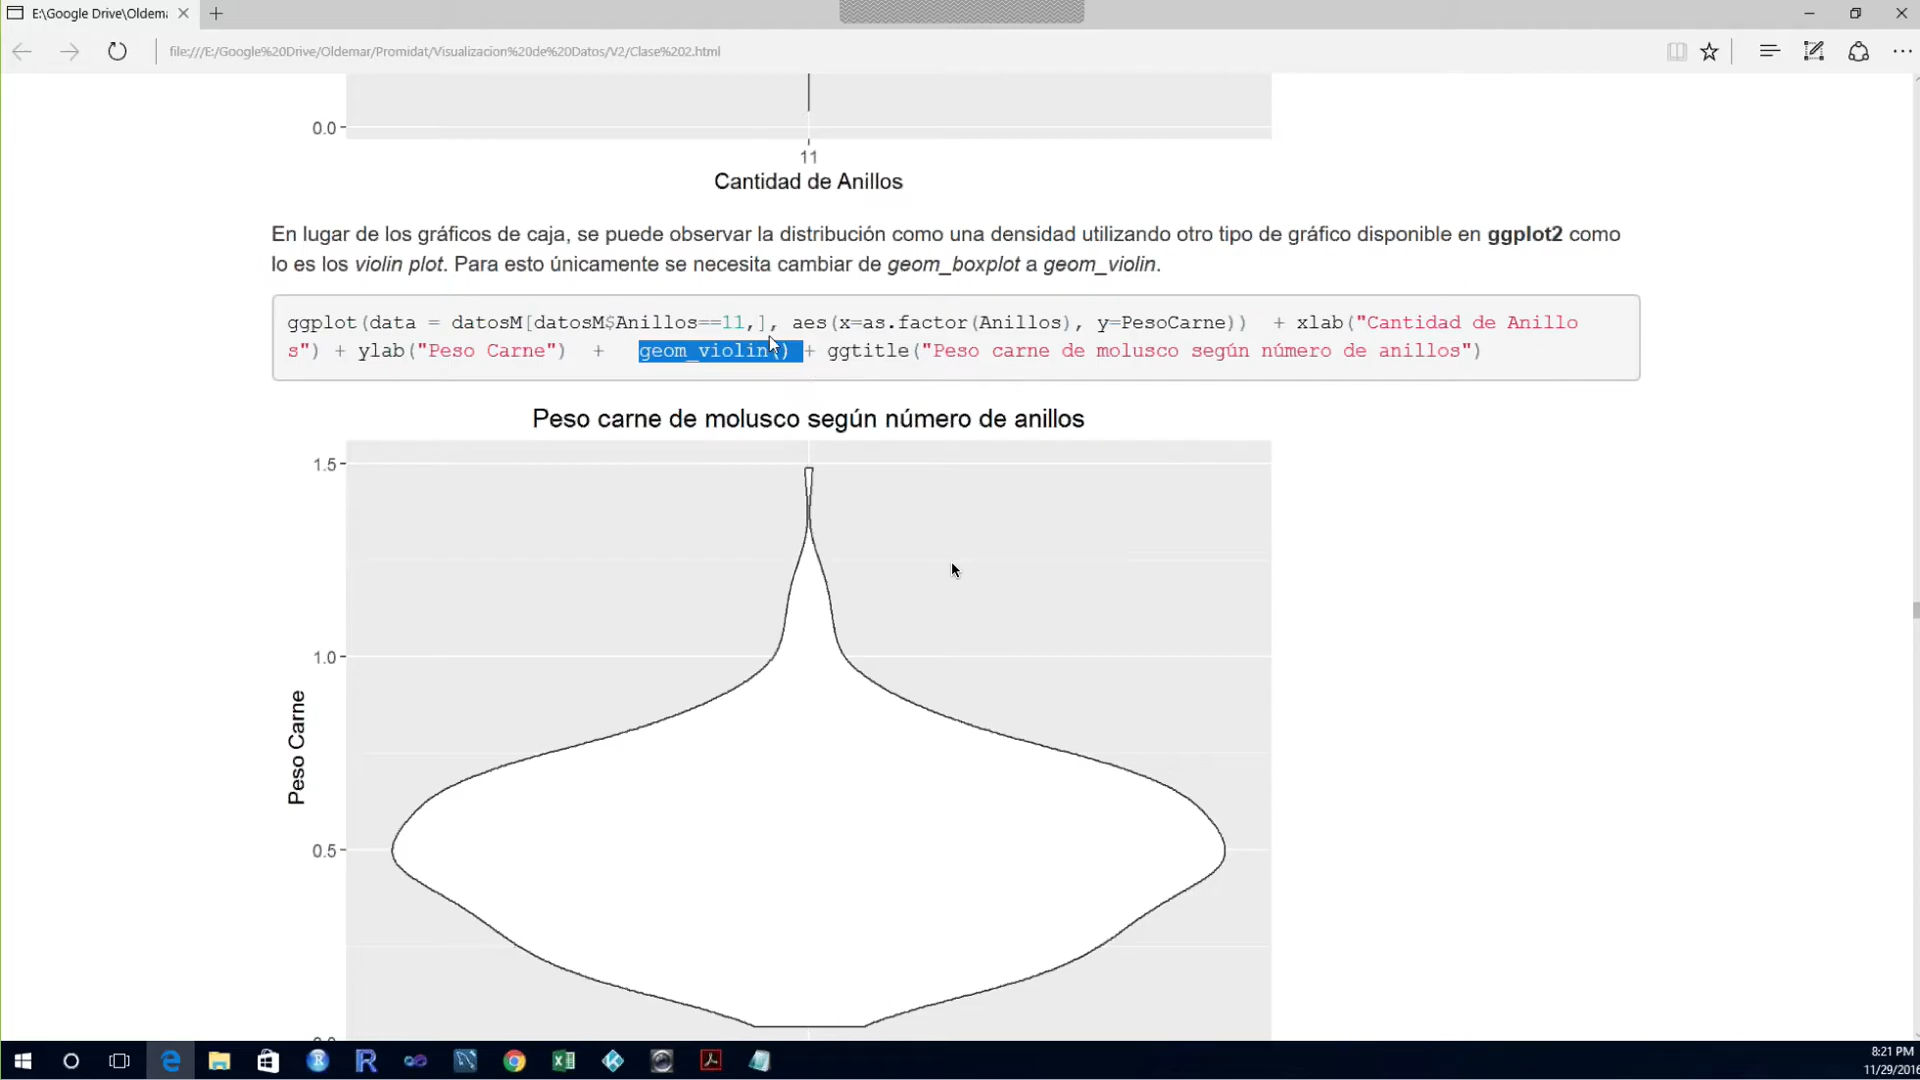 E:\Google Drive\Oldema
file:///E:/Google%20Drive/Oldemar/Promidat/Visualizacion%20de%20Datos/V2/Clase%202.html
0.0
11
Cantidad de Anillos
En lugar de los gráficos de caja, se puede observar la distribución como una densidad utilizando otro tipo de gráfico disponible en ggplot2 como
lo es los violin plot. Para esto únicamente se necesita cambiar de geom_boxplot a geom_violin.
ggplot(data = datosM[datosM$Anillos==11,], aes(x=as.factor(Anillos), y=PesoCarne)) + xlab("Cantidad de Anillo
s") + ylab("Peso Carne") + geom_violin() + ggtitle("Peso carne de molusco según número de anillos")
Peso carne de molusco según número de anillos
1.5
1.0
Peso Carne
0.5
8:21 PM
11/29/2016